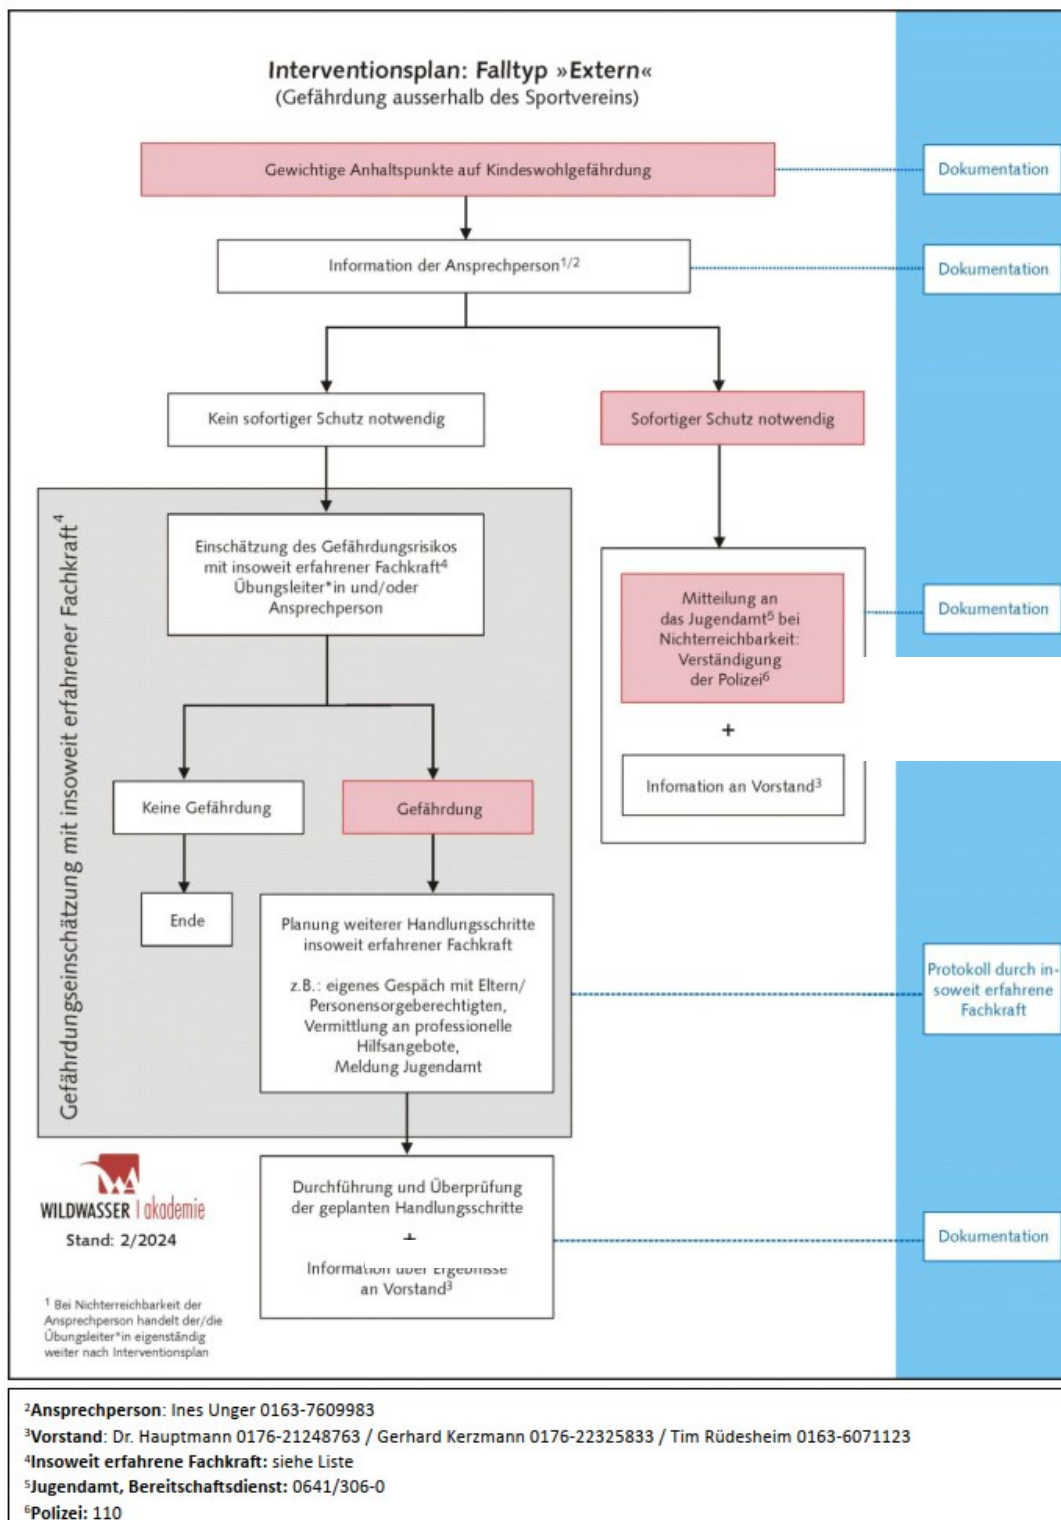 Interventionsplan: Falltyp »Extern«
(Gefährdung ausserhalb des Sportvereins)
Gewichtige Anhaltspunkte auf Kindeswohlgefährdung
Dokumentation
Information der Ansprechperson¹/²
Dokumentation
Kein sofortiger Schutz notwendig
Sofortiger Schutz notwendig
Gefährdungseinschätzung mit insoweit erfahrener Fachkraft⁴
Einschätzung des Gefährdungsrisikos
mit insoweit erfahrener Fachkraft⁴
Übungsleiter*in und/oder
Ansprechperson
Mitteilung an
das Jugendamt⁵ bei
Nichterreichbarkeit:
Verständigung
der Polizei⁶
+
Infomation an Vorstand³
Dokumentation
Keine Gefährdung
Gefährdung
Ende
Planung weiterer Handlungsschritte
insoweit erfahrener Fachkraft
z.B.: eigenes Gespäch mit Eltern/
Personensorgeberechtigten,
Vermittlung an professionelle
Hilfsangebote,
Meldung Jugendamt
Protokoll durch in-
soweit erfahrene
Fachkraft
Durchführung und Überprüfung
der geplanten Handlungsschritte
+
Information über Ergebnisse
an Vorstand³
Dokumentation
WILDWASSER | akademie
Stand: 2/2024
¹ Bei Nichterreichbarkeit der
Ansprechperson handelt der/die
Übungsleiter*in eigenständig
weiter nach Interventionsplan
²Ansprechperson: Ines Unger 0163-7609983
³Vorstand: Dr. Hauptmann 0176-21248763 / Gerhard Kerzmann 0176-22325833 / Tim Rüdesheim 0163-6071123
⁴Insoweit erfahrene Fachkraft: siehe Liste
⁵Jugendamt, Bereitschaftsdienst: 0641/306-0
⁶Polizei: 110